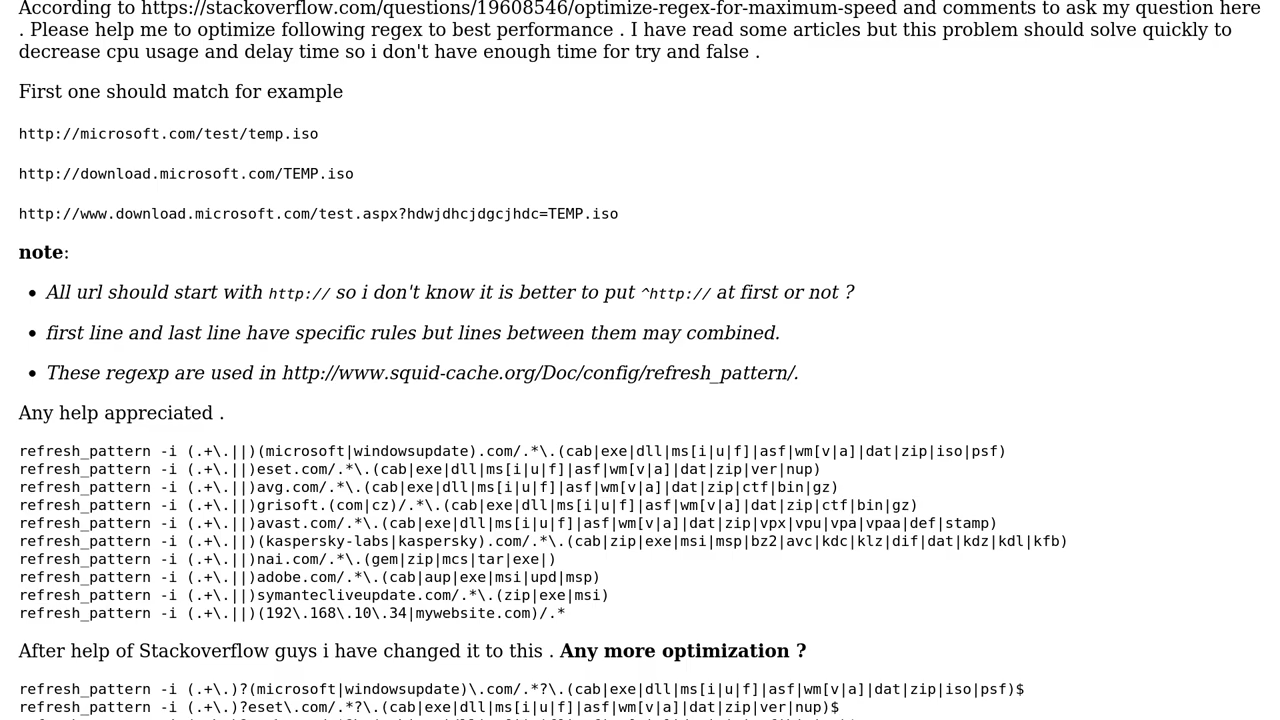 According to https://stackoverflow.com/questions/19608546/optimize-regex-for-maximum-speed and comments to ask my question here
. Please help me to optimize following regex to best performance . I have read some articles but this problem should solve quickly to
decrease cpu usage and delay time so i don't have enough time for try and false .
First one should match for example
http://microsoft.com/test/temp.iso
http://download.microsoft.com/TEMP.iso
http://www.download.microsoft.com/test.aspx?hdwjdhcjdgcjhdc=TEMP.iso
note:
• All url should start with http:// so i don't know it is better to put ^http:// at first or not ?
• first line and last line have specific rules but lines between them may combined.
• These regexp are used in http://www.squid-cache.org/Doc/config/refresh_pattern/.
Any help appreciated .
refresh_pattern -i (.+\.||)(microsoft|windowsupdate).com/.*\.(cab|exe|dll|ms[i|u|f]|asf|wm[v|a]|dat|zip|iso|psf)
refresh_pattern -i (.+\.||)eset.com/.*\.(cab|exe|dll|ms[i|u|f]|asf|wm[v|a]|dat|zip|ver|nup)
refresh_pattern -i (.+\.||)avg.com/.*\.(cab|exe|dll|ms[i|u|f]|asf|wm[v|a]|dat|zip|ctf|bin|gz)
refresh_pattern -i (.+\.||)grisoft.(com|cz)/.*\.(cab|exe|dll|ms[i|u|f]|asf|wm[v|a]|dat|zip|ctf|bin|gz)
refresh_pattern -i (.+\.||)avast.com/.*\.(cab|exe|dll|ms[i|u|f]|asf|wm[v|a]|dat|zip|vpx|vpu|vpa|vpaa|def|stamp)
refresh_pattern -i (.+\.||)(kaspersky-labs|kaspersky).com/.*\.(cab|zip|exe|msi|msp|bz2|avc|kdc|klz|dif|dat|kdz|kdl|kfb)
refresh_pattern -i (.+\.||)nai.com/.*\.(gem|zip|mcs|tar|exe|)
refresh_pattern -i (.+\.||)adobe.com/.*\.(cab|aup|exe|msi|upd|msp)
refresh_pattern -i (.+\.||)symantecliveupdate.com/.*\.(zip|exe|msi)
refresh_pattern -i (.+\.||)(192\.168\.10\.34|mywebsite.com)/.*
After help of Stackoverflow guys i have changed it to this . Any more optimization ?
refresh_pattern -i (.+\.)?(microsoft|windowsupdate)\.com/.*?\.(cab|exe|dll|ms[i|u|f]|asf|wm[v|a]|dat|zip|iso|psf)$
refresh_pattern -i (.+\.)?eset\.com/.*?\.(cab|exe|dll|ms[i|u|f]|asf|wm[v|a]|dat|zip|ver|nup)$